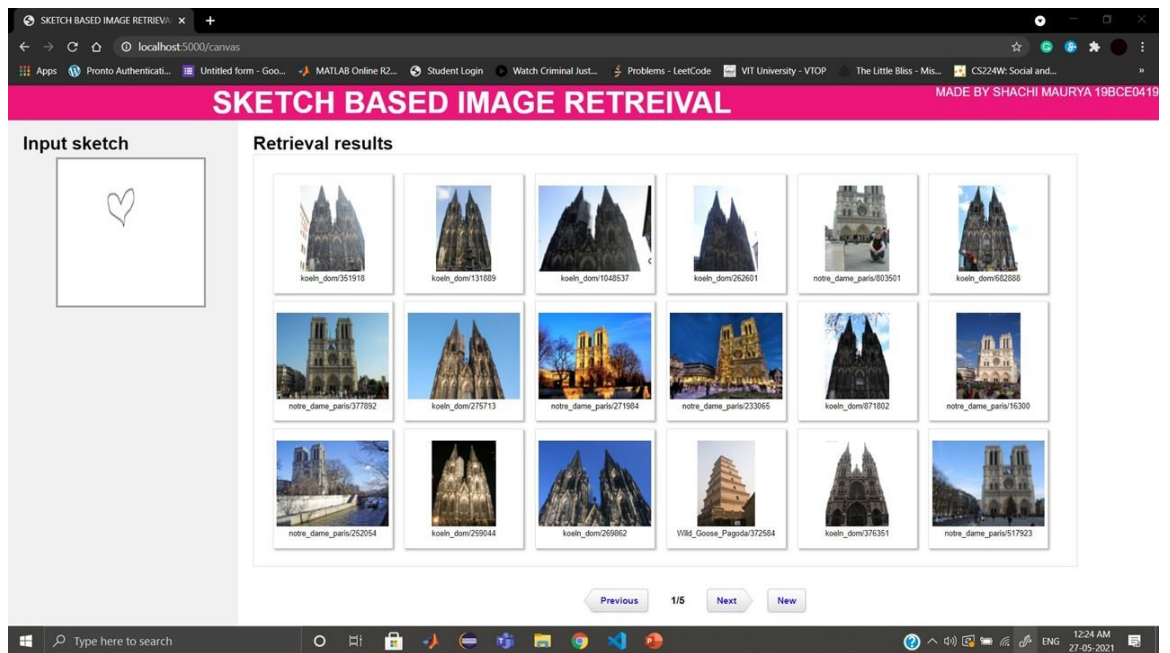 SKETCH BASED IMAGE RETRIEVA
localhost:5000/canvas
Apps Pronto Authenticati... Untitled form - Goo... MATLAB Online R2... Student Login Watch Criminal Just... Problems - LeetCode VIT University - VTOP The Little Bliss - Mis... CS224W: Social and... »
SKETCH BASED IMAGE RETREIVAL
MADE BY SHACHI MAURYA 19BCE0419
Input sketch
Retrieval results
koeln_dom/351918 koeln_dom/131889 koeln_dom/1048537 koeln_dom/262601 notre_dame_paris/803501 koeln_dom/682888
notre_dame_paris/377892 koeln_dom/275713 notre_dame_paris/271984 notre_dame_paris/233065 koeln_dom/871802 notre_dame_paris/16300
notre_dame_paris/252054 koeln_dom/259044 koeln_dom/269862 Wild_Goose_Pagoda/372584 koeln_dom/376351 notre_dame_paris/517923
Previous 1/5 Next New
Type here to search
ENG
12:24 AM
27-05-2021